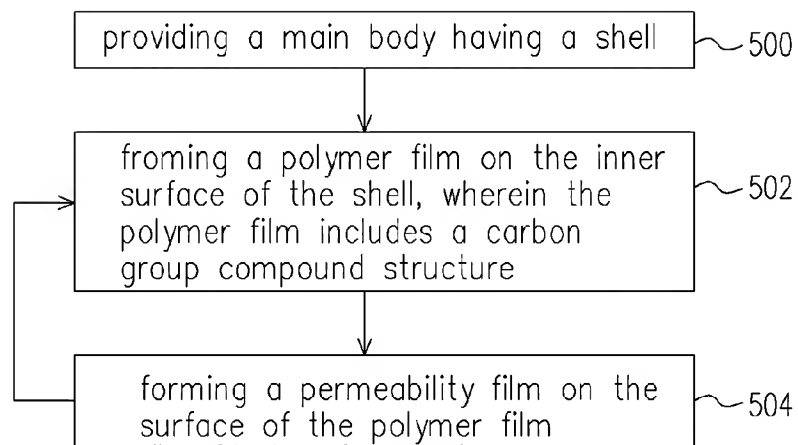 providing a main body having a shell
500
froming a polymer film on the inner
surface of the shell, wherein the
polymer film includes a carbon
group compound structure
502
forming a permeability film on the
surface of the polymer film
504